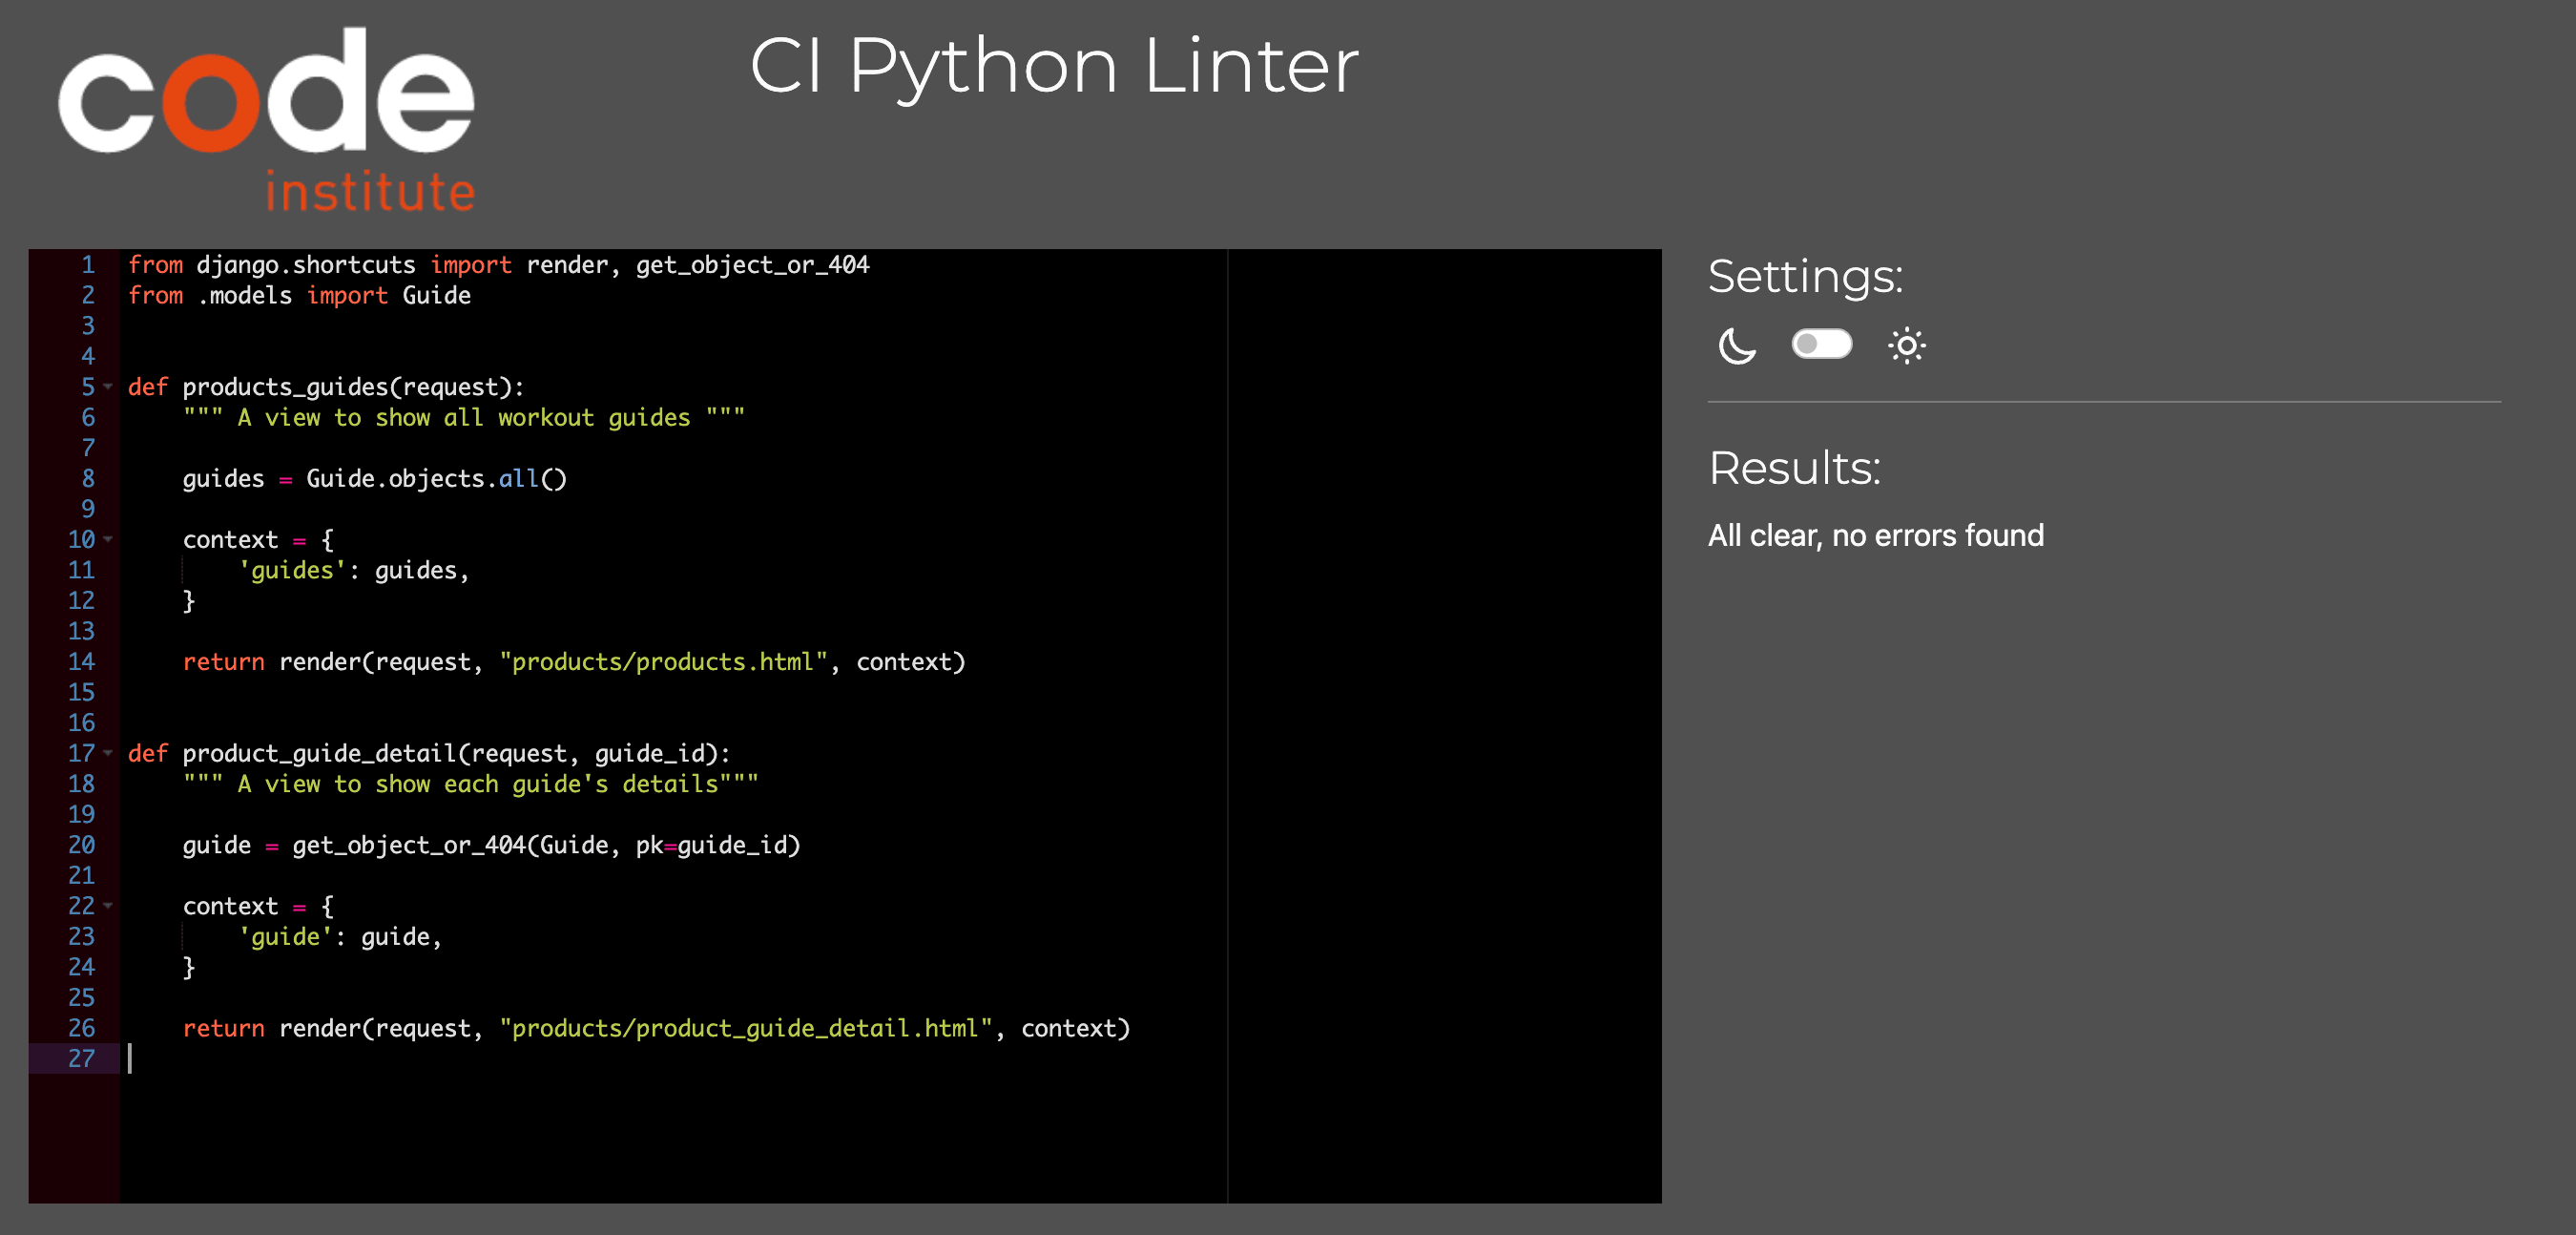 code
institute
CI Python Linter
1 from django.shortcuts import render, get_object_or_404
2 from .models import Guide
3
4
5 def products_guides(request):
6     """ A view to show all workout guides """
7
8     guides = Guide.objects.all()
9
10     context = {
11         'guides': guides,
12     }
13
14     return render(request, "products/products.html", context)
15
16
17 def product_guide_detail(request, guide_id):
18     """ A view to show each guide's details"""
19
20     guide = get_object_or_404(Guide, pk=guide_id)
21
22     context = {
23         'guide': guide,
24     }
25
26     return render(request, "products/product_guide_detail.html", context)
27
Settings:
Results:
All clear, no errors found